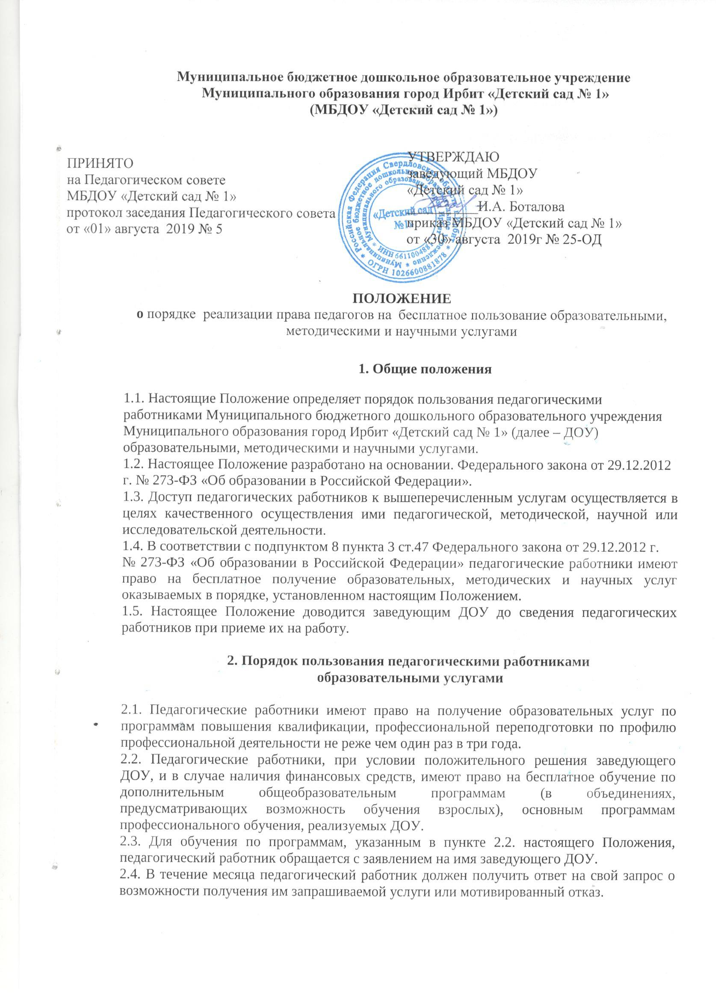 Муниципальное бюджетное дошкольное образовательное учреждение
Муниципального образования город Ирбит «Детский сад № 1»
(МБДОУ «Детский сад № 1»)
ПРИНЯТО
на Педагогическом совете
МБДОУ «Детский сад № 1»
протокол заседания Педагогического совета
от «01» августа 2019 № 5
УТВЕРЖДАЮ
заведующий МБДОУ
«Детский сад № 1»
__________И.А. Боталова
приказ МБДОУ «Детский сад № 1»
от «30» августа 2019г № 25-ОД
* Российская Федерация Свердловская область г. Ирбит * ОГРН 1026600881878
* Муниципальное бюджетное дошкольное образовательное учреждение
* Муниципального образования город Ирбит * ИНН 6611004881
«Детский сад
№1»
ПОЛОЖЕНИЕ
о порядке реализации права педагогов на бесплатное пользование образовательными,
методическими и научными услугами
1. Общие положения
1.1. Настоящие Положение определяет порядок пользования педагогическими
работниками Муниципального бюджетного дошкольного образовательного учреждения
Муниципального образования город Ирбит «Детский сад № 1» (далее – ДОУ)
образовательными, методическими и научными услугами.
1.2. Настоящее Положение разработано на основании. Федерального закона от 29.12.2012
г. № 273-ФЗ «Об образовании в Российской Федерации».
1.3. Доступ педагогических работников к вышеперечисленным услугам осуществляется в
целях качественного осуществления ими педагогической, методической, научной или
исследовательской деятельности.
1.4. В соответствии с подпунктом 8 пункта 3 ст.47 Федерального закона от 29.12.2012 г.
№ 273-ФЗ «Об образовании в Российской Федерации» педагогические работники имеют
право на бесплатное получение образовательных, методических и научных услуг
оказываемых в порядке, установленном настоящим Положением.
1.5. Настоящее Положение доводится заведующим ДОУ до сведения педагогических
работников при приеме их на работу.
2. Порядок пользования педагогическими работниками
образовательными услугами
2.1. Педагогические работники имеют право на получение образовательных услуг по
программам повышения квалификации, профессиональной переподготовки по профилю
профессиональной деятельности не реже чем один раз в три года.
2.2. Педагогические работники, при условии положительного решения заведующего
ДОУ, и в случае наличия финансовых средств, имеют право на бесплатное обучение по
дополнительным общеобразовательным программам (в объединениях,
предусматривающих возможность обучения взрослых), основным программам
профессионального обучения, реализуемых ДОУ.
2.3. Для обучения по программам, указанным в пункте 2.2. настоящего Положения,
педагогический работник обращается с заявлением на имя заведующего ДОУ.
2.4. В течение месяца педагогический работник должен получить ответ на свой запрос о
возможности получения им запрашиваемой услуги или мотивированный отказ.